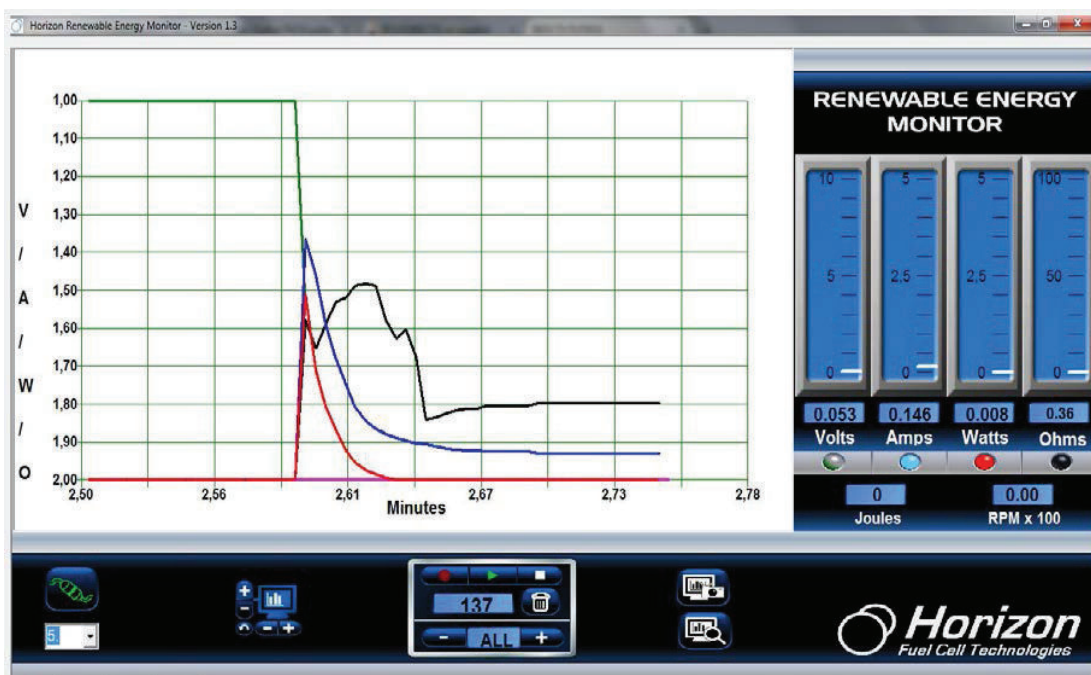 Horizon Renewable Energy Monitor - Version 1.3
RENEWABLE ENERGY
MONITOR
1,00
1,10
1,20
1,30
1,40
1,50
1,60
1,70
1,80
1,90
2,00
V
/
A
/
W
/
O
2,50
2,56
2,61
2,67
2,73
2,78
Minutes
10
5
0
5
2,5
0
5
2,5
0
100
50
0
0.053
0.146
0.008
0.36
Volts
Amps
Watts
Ohms
0
0.00
Joules
RPM x 100
5.
137
ALL
Horizon
Fuel Cell Technologies